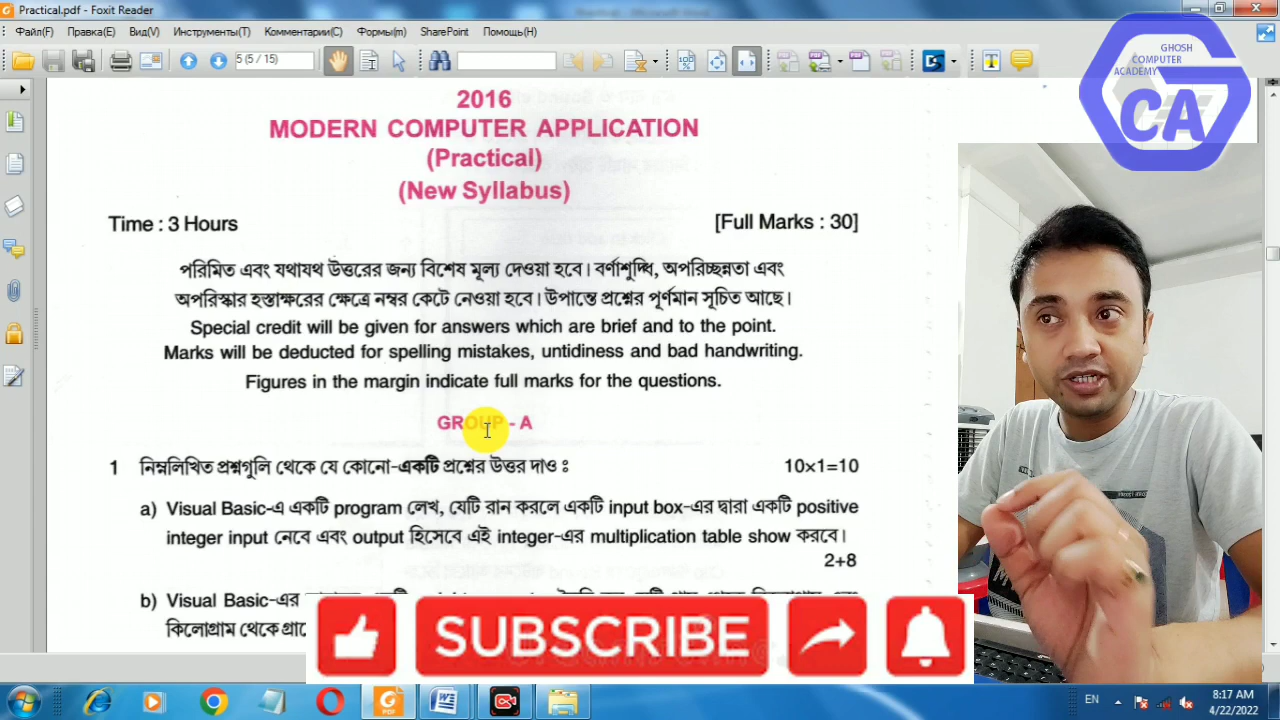 Practical.pdf - Foxit Reader
Файл(F) Правка(E) Вид(V) Инструменты(T) Комментарии(C) Формы(m) SharePoint Помощь(H)
5 (5 / 15)
GHOSH
COMPUTER
ACADEMY
CA
2016
MODERN COMPUTER APPLICATION
(Practical)
(New Syllabus)
Time : 3 Hours [Full Marks : 30]
পরিমিত এবং যথাযথ উত্তরের জন্য বিশেষ মূল্য দেওয়া হবে। বর্ণাশুদ্ধি, অপরিচ্ছন্নতা এবং
অপরিস্কার হস্তাক্ষরের ক্ষেত্রে নম্বর কেটে নেওয়া হবে। উপান্তে প্রশ্নের পূর্ণমান সূচিত আছে।
Special credit will be given for answers which are brief and to the point.
Marks will be deducted for spelling mistakes, untidiness and bad handwriting.
Figures in the margin indicate full marks for the questions.
GROUP - A
1 নিম্নলিখিত প্রশ্নগুলি থেকে যে কোনো-একটি প্রশ্নের উত্তর দাও ঃ 10×1=10
a) Visual Basic-এ একটি program লেখ, যেটি রান করলে একটি input box-এর দ্বারা একটি positive
integer input নেবে এবং output হিসেবে এই integer-এর multiplication table show করবে।
2+8
b) Visual Basic-এর
কিলোগ্রাম থেকে
SUBSCRIBE
EN 8:17 AM
4/22/2022